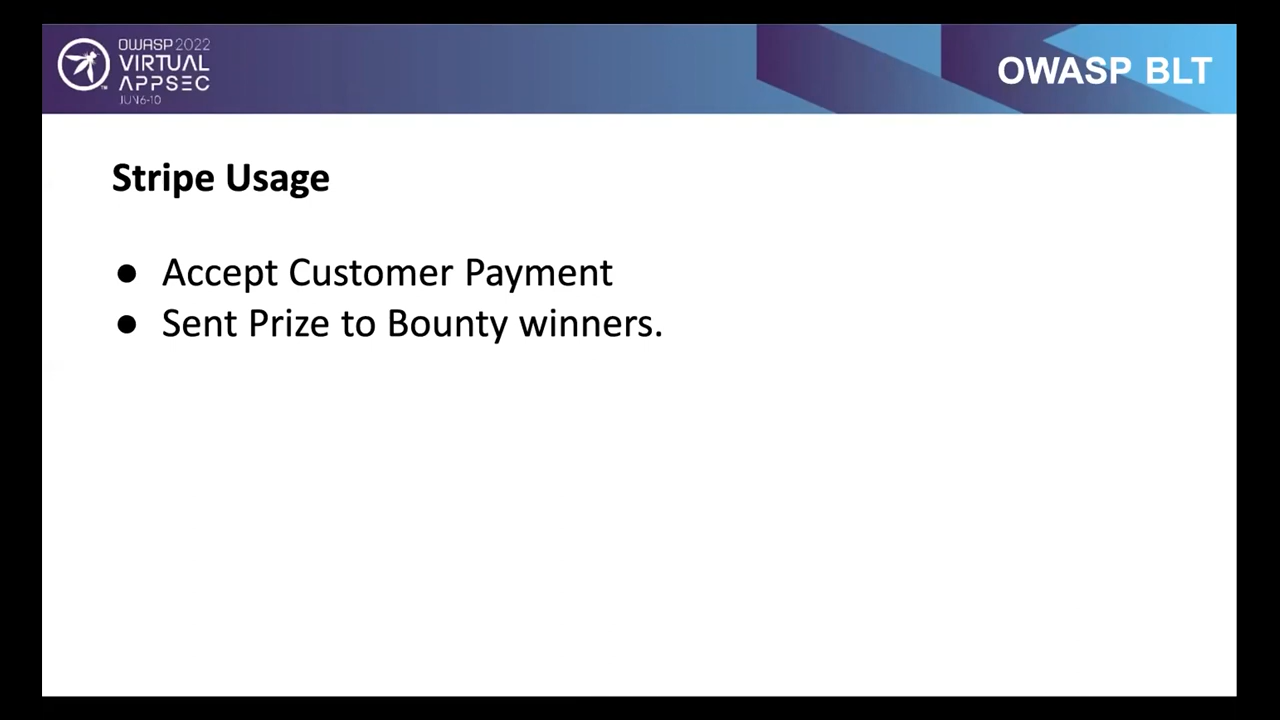 OWASP 2022
VIRTUAL
APPSEC
JUN 6-10
OWASP BLT
Stripe Usage
● Accept Customer Payment
● Sent Prize to Bounty winners.